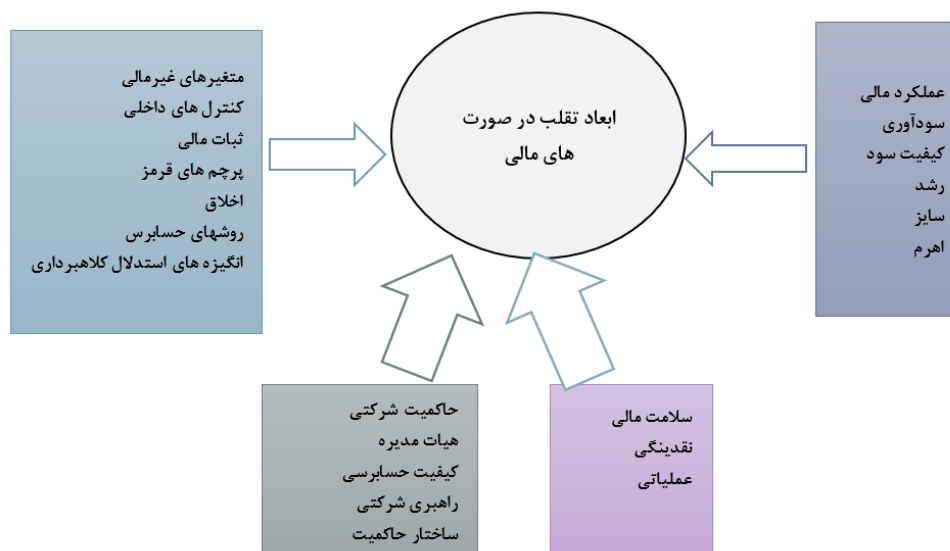 ابعاد تقلب در صورت
های مالی
عملکرد مالی
سودآوری
کیفیت سود
رشد
سایز
اهرم
متغیرهای غیرمالی
کنترل های داخلی
ثبات مالی
پرچم های قرمز
اخلاق
روشهای حسابرس
انگیزه های استدلال کلاهبرداری
سلامت مالی
نقدینگی
عملیاتی
حاکمیت شرکتی
هیات مدیره
کیفیت حسابرسی
راهبری شرکتی
ساختار حاکمیت